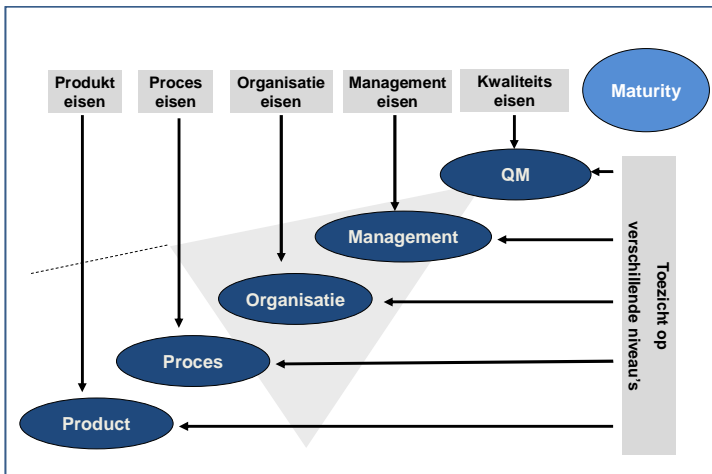 Produkt
eisen
Proces
eisen
Organisatie
eisen
Management
eisen
Kwaliteits
eisen
Maturity
QM
Management
Organisatie
Proces
Product
Toezicht op
verschillende niveau's